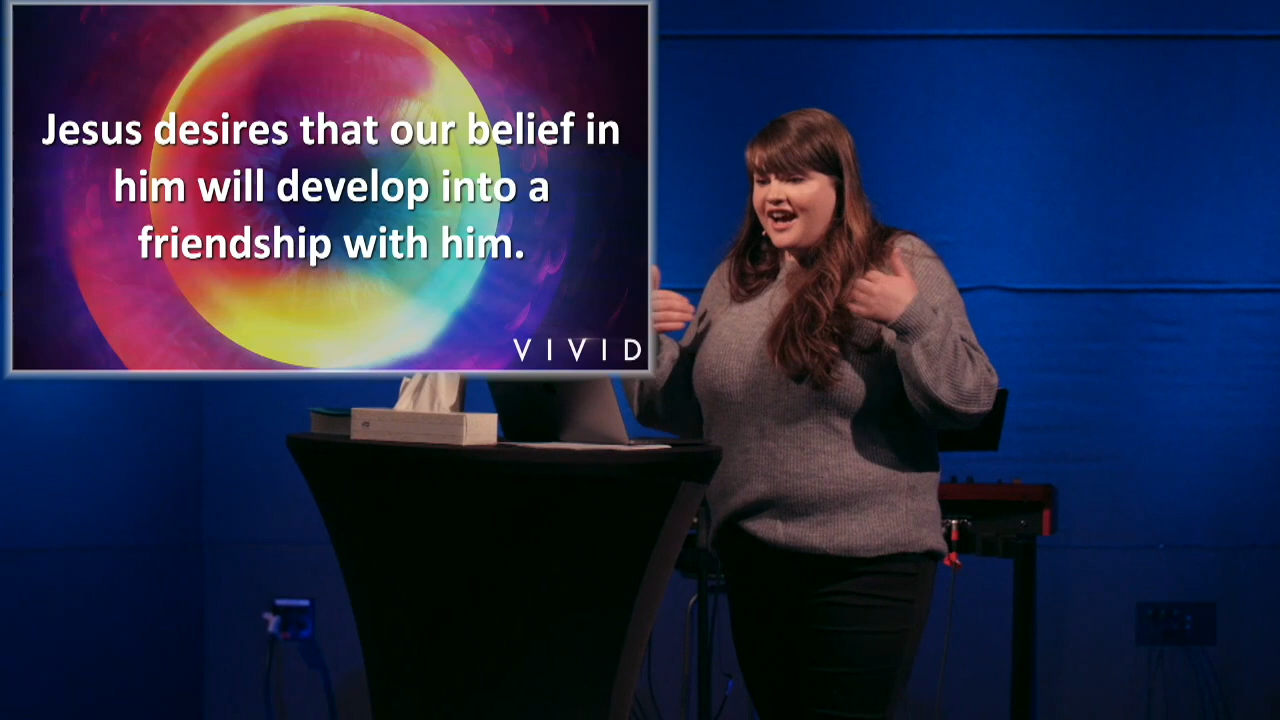 Jesus desires that our belief in
him will develop into a
friendship with him.
VIVID